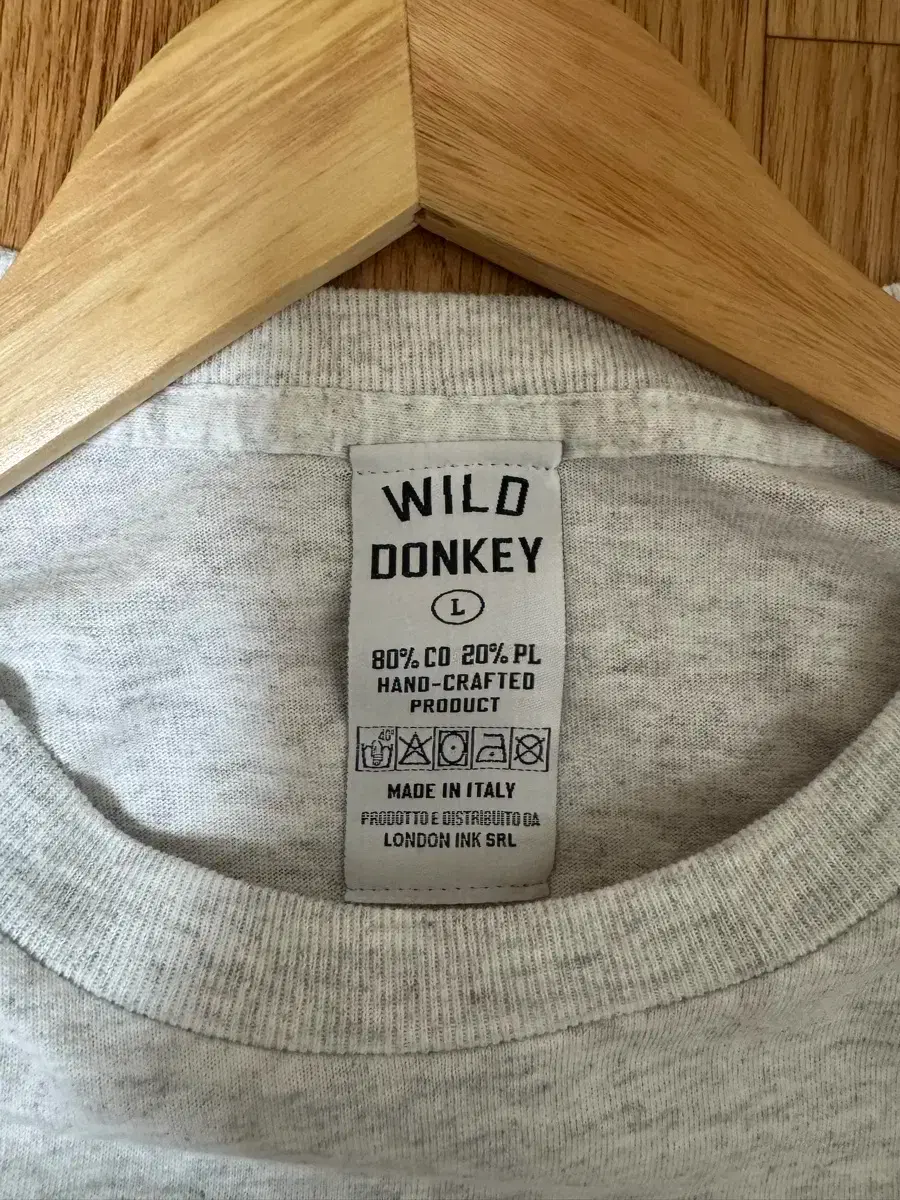 WILD
DONKEY
L
80% CO 20% PL
HAND-CRAFTED
PRODUCT
40°
MADE IN ITALY
PRODOTTO E DISTRIBUITO DA
LONDON INK SRL